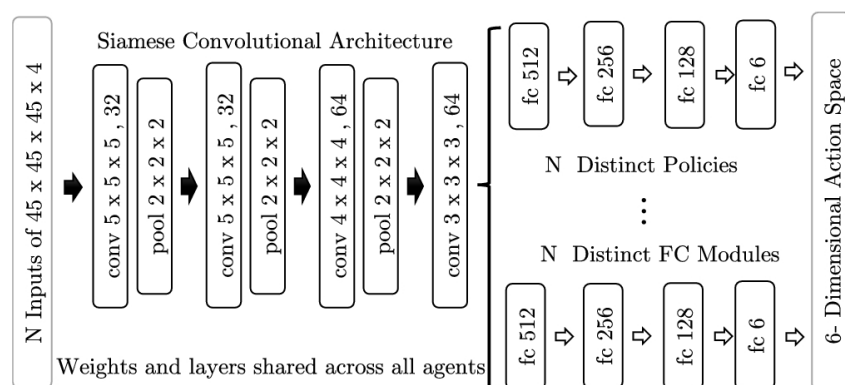 N Inputs of 45 x 45 x 45 x 4
Siamese Convolutional Architecture
conv 5 x 5 x 5 , 32
pool 2 x 2 x 2
conv 5 x 5 x 5 , 32
pool 2 x 2 x 2
conv 4 x 4 x 4 , 64
pool 2 x 2 x 2
conv 3 x 3 x 3 , 64
Weights and layers shared across all agents
fc 512
fc 256
fc 128
fc 6
N Distinct Policies
⋮
N Distinct FC Modules
fc 512
fc 256
fc 128
fc 6
6- Dimensional Action Space